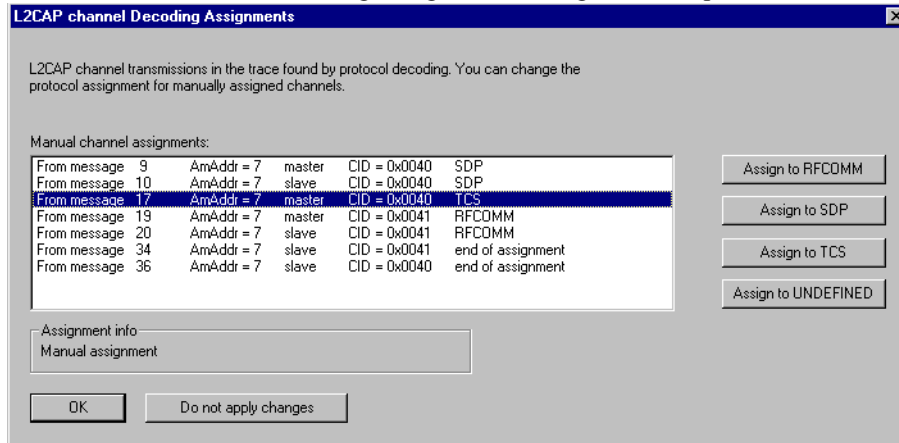 L2CAP channel Decoding Assignments
L2CAP channel transmissions in the trace found by protocol decoding. You can change the
protocol assignment for manually assigned channels.
Manual channel assignments:
From message 9 AmAddr = 7 master CID = 0x0040 SDP
From message 10 AmAddr = 7 slave CID = 0x0040 SDP
From message 17 AmAddr = 7 master CID = 0x0040 TCS
From message 19 AmAddr = 7 master CID = 0x0041 RFCOMM
From message 20 AmAddr = 7 slave CID = 0x0041 RFCOMM
From message 34 AmAddr = 7 slave CID = 0x0041 end of assignment
From message 36 AmAddr = 7 slave CID = 0x0040 end of assignment
Assign to RFCOMM
Assign to SDP
Assign to TCS
Assign to UNDEFINED
Assignment info
Manual assignment
OK
Do not apply changes